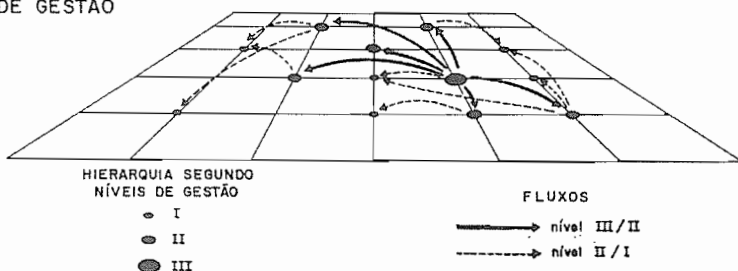 DE GESTÃO
HIERARQUIA SEGUNDO
NÍVEIS DE GESTÃO
I
II
III
FLUXOS
nível III/II
nível II/I